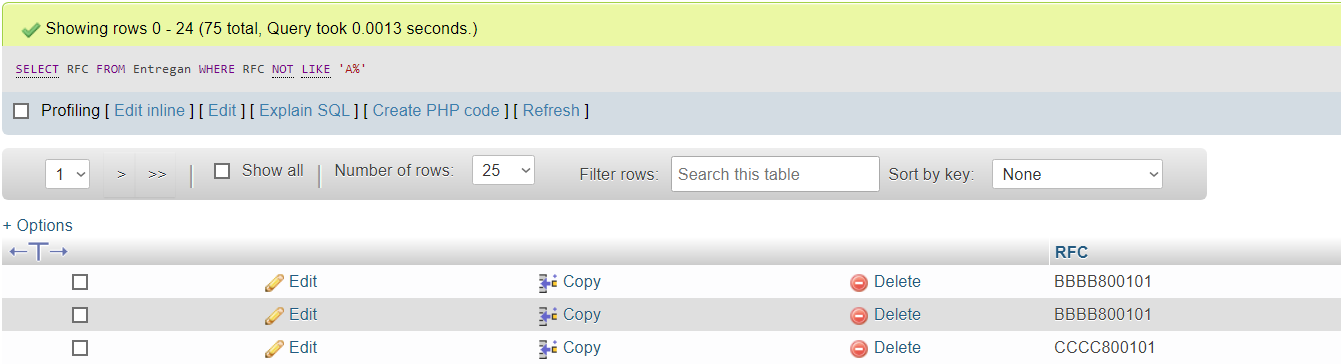 Showing rows 0 - 24 (75 total, Query took 0.0013 seconds.)
SELECT RFC FROM Entregan WHERE RFC NOT LIKE 'A%'
Profiling [ Edit inline ] [ Edit ] [ Explain SQL ] [ Create PHP code ] [ Refresh ]
1 > >> Show all Number of rows: 25 Filter rows: Search this table Sort by key: None
+ Options
←T→ RFC
Edit Copy Delete BBBB800101
Edit Copy Delete BBBB800101
Edit Copy Delete CCCC800101